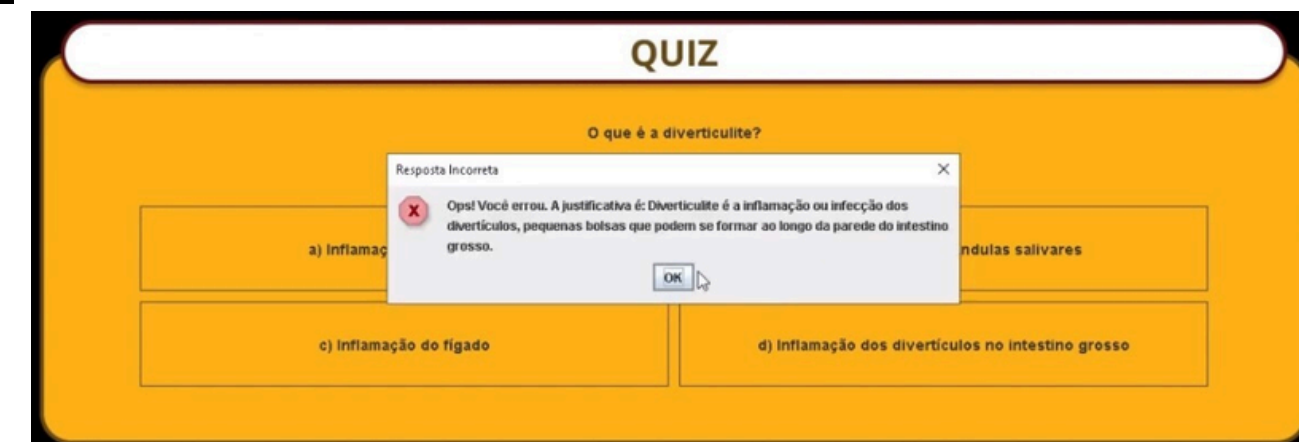 QUIZ
O que é a diverticulite?
Resposta Incorreta
Ops! Você errou. A justificativa é: Diverticulite é a inflamação ou infecção dos
divertículos, pequenas bolsas que podem se formar ao longo da parede do intestino
grosso.
OK
a)
salivares
c) Inflamação do fígado
d) Inflamação dos divertículos no intestino grosso